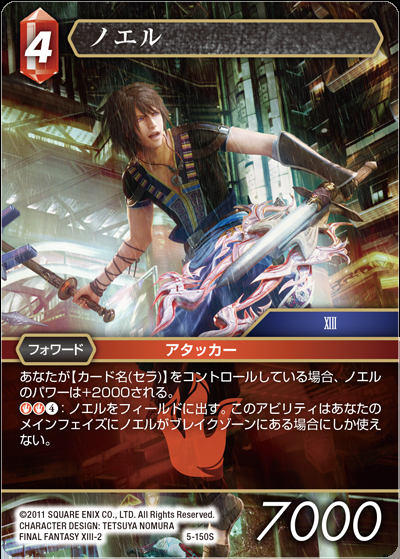 4
ノエル
XIII
フォワード
アタッカー
あなたが【カード名(セラ)】をコントロールしている場合、ノエル
のパワーは+2000される。
④：ノエルをフィールドに出す。このアビリティはあなたの
メインフェイズにノエルがブレイクゾーンにある場合にしか使え
ない。
©2011 SQUARE ENIX CO., LTD. All Rights Reserved.
CHARACTER DESIGN: TETSUYA NOMURA
FINAL FANTASY XIII-2
5-150S
7000